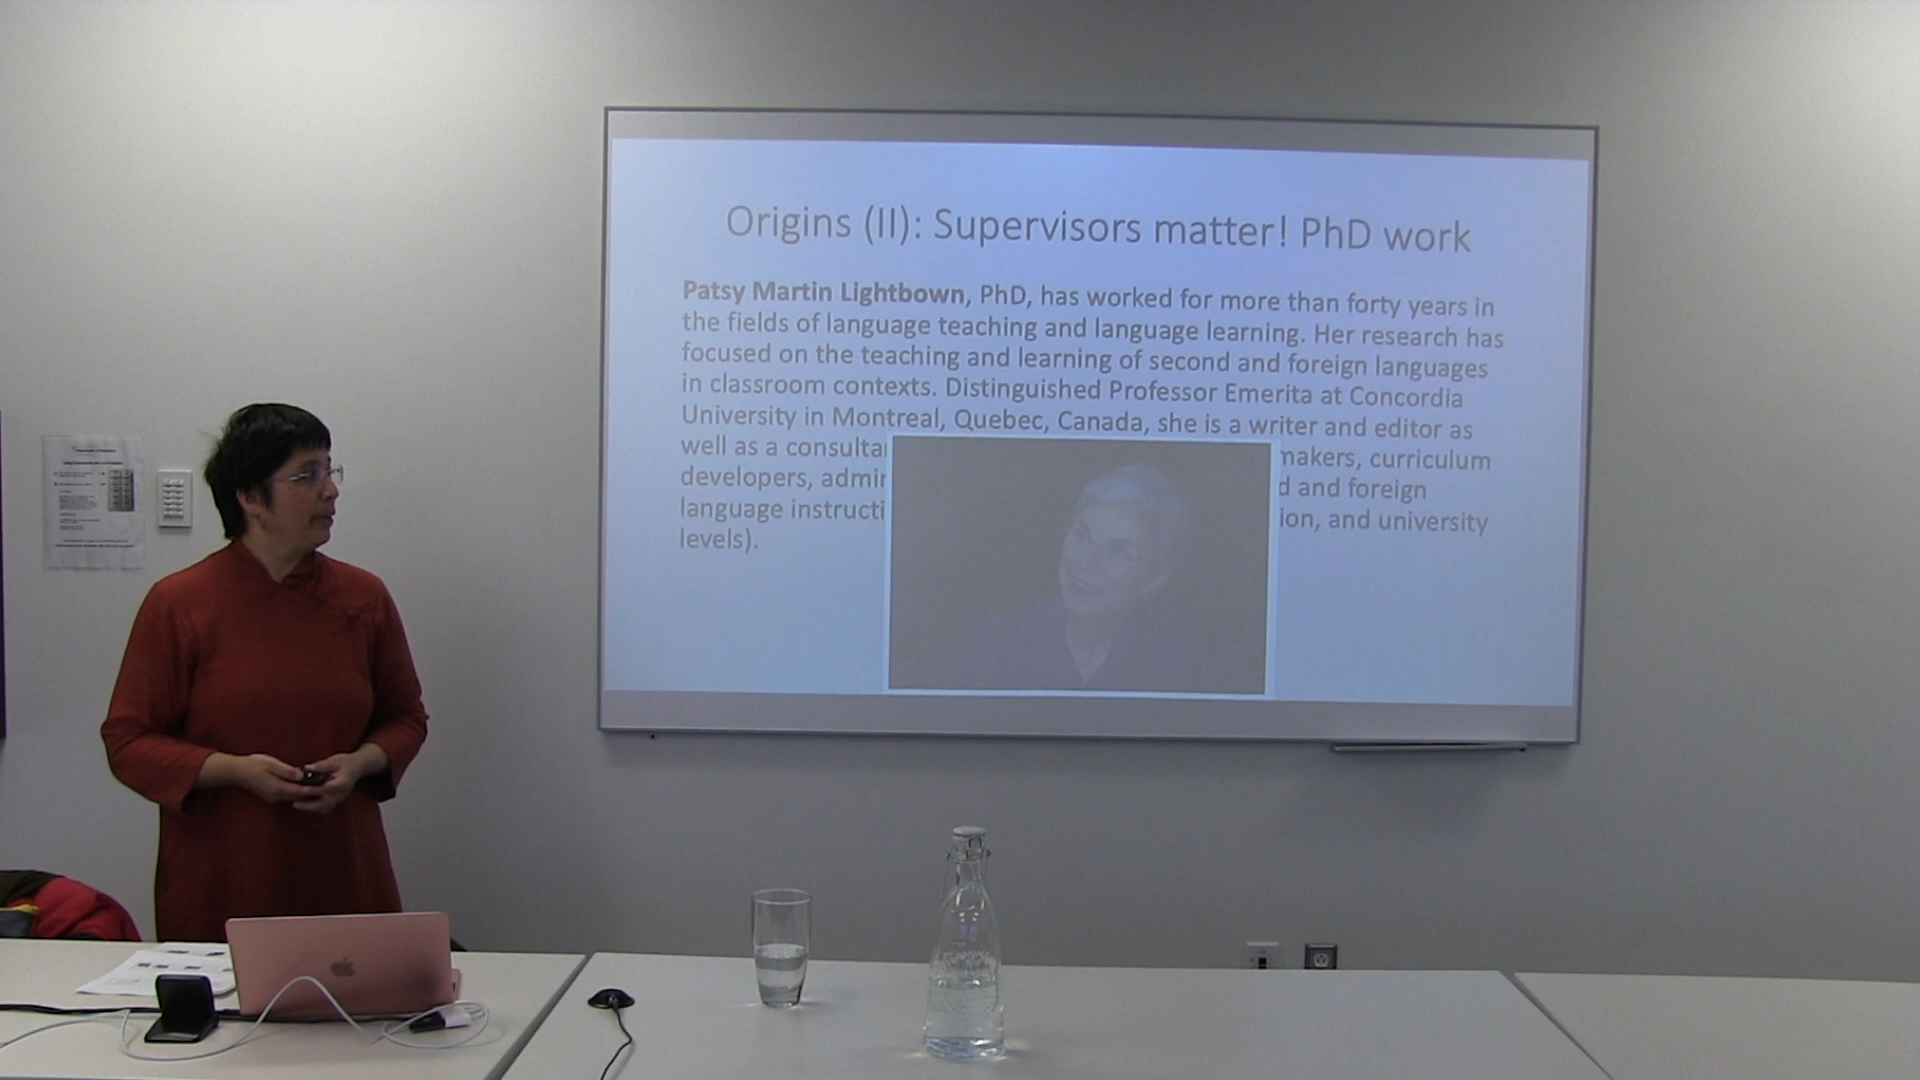 Origins (II): Supervisors matter! PhD work
Patsy Martin Lightbown, PhD, has worked for more than forty years in
the fields of language teaching and language learning. Her research has
focused on the teaching and learning of second and foreign languages
in classroom contexts. Distinguished Professor Emerita at Concordia
University in Montreal, Quebec, Canada, she is a writer and editor as
well as a consulta makers, curriculum
developers, admin d and foreign
language instructi ion, and university
levels).